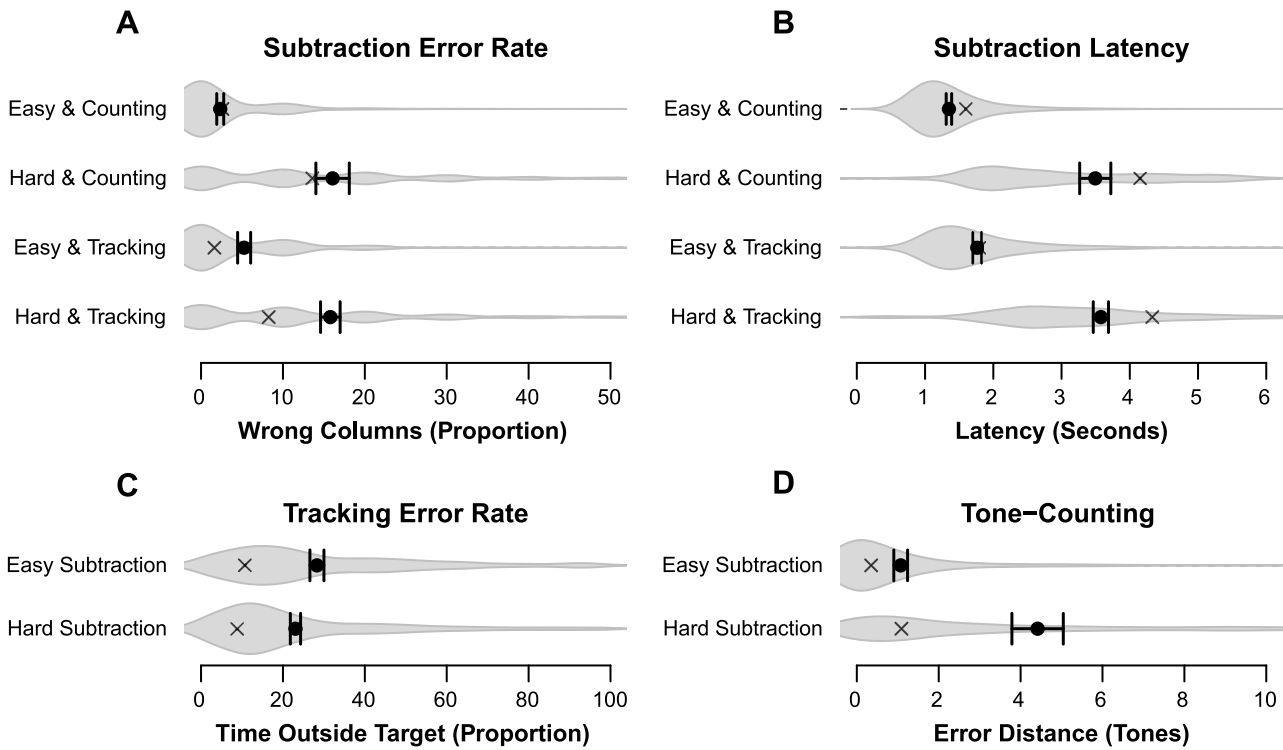 A
Subtraction Error Rate
Easy & Counting
Hard & Counting
Easy & Tracking
Hard & Tracking
0 10 20 30 40 50
Wrong Columns (Proportion)
B
Subtraction Latency
Easy & Counting
Hard & Counting
Easy & Tracking
Hard & Tracking
0 1 2 3 4 5 6
Latency (Seconds)
C
Tracking Error Rate
Easy Subtraction
Hard Subtraction
0 20 40 60 80 100
Time Outside Target (Proportion)
D
Tone−Counting
Easy Subtraction
Hard Subtraction
0 2 4 6 8 10
Error Distance (Tones)